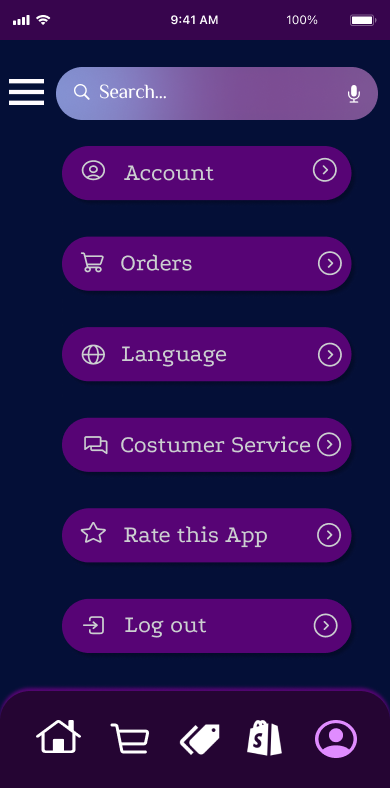 9:41 AM 100%
Search...
Account
Orders
Language
Costumer Service
Rate this App
Log out
S